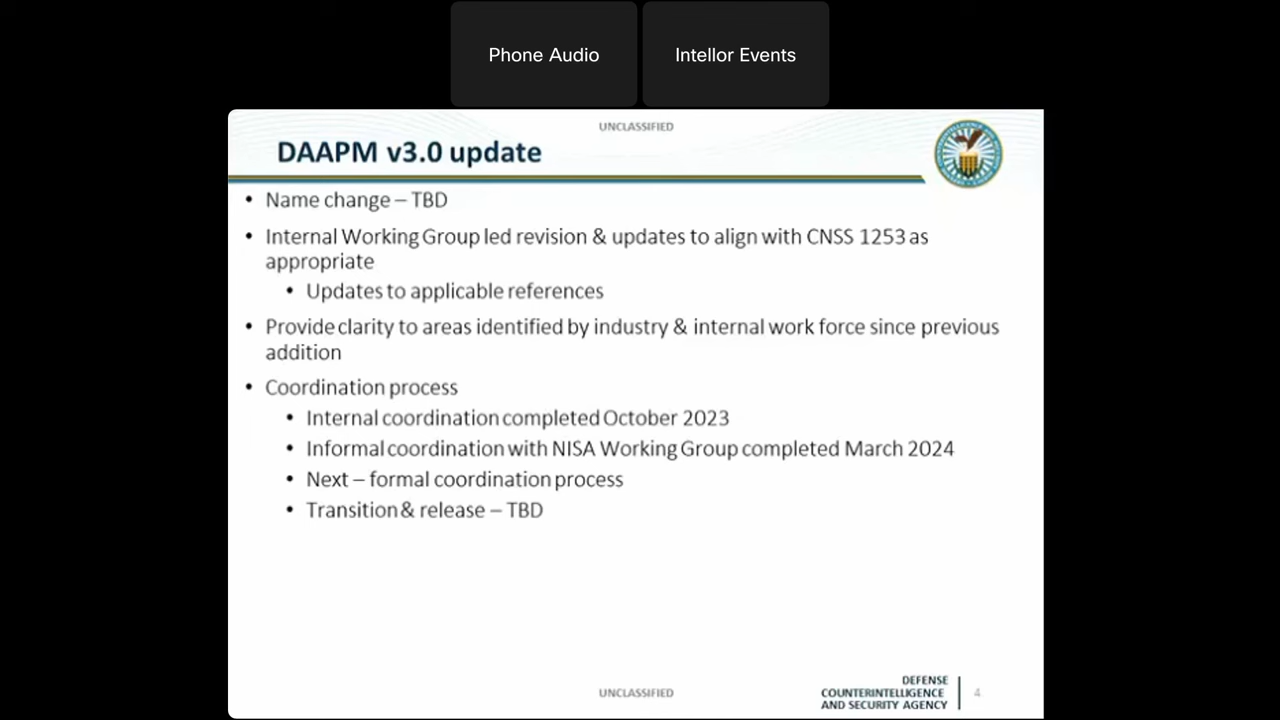 Phone Audio
Intellor Events
UNCLASSIFIED
DAAPM v3.0 update
• Name change – TBD
• Internal Working Group led revision & updates to align with CNSS 1253 as
appropriate
• Updates to applicable references
• Provide clarity to areas identified by industry & internal work force since previous
addition
• Coordination process
• Internal coordination completed October 2023
• Informal coordination with NISA Working Group completed March 2024
• Next – formal coordination process
• Transition & release – TBD
UNCLASSIFIED
DEFENSE
COUNTERINTELLIGENCE
AND SECURITY AGENCY
4